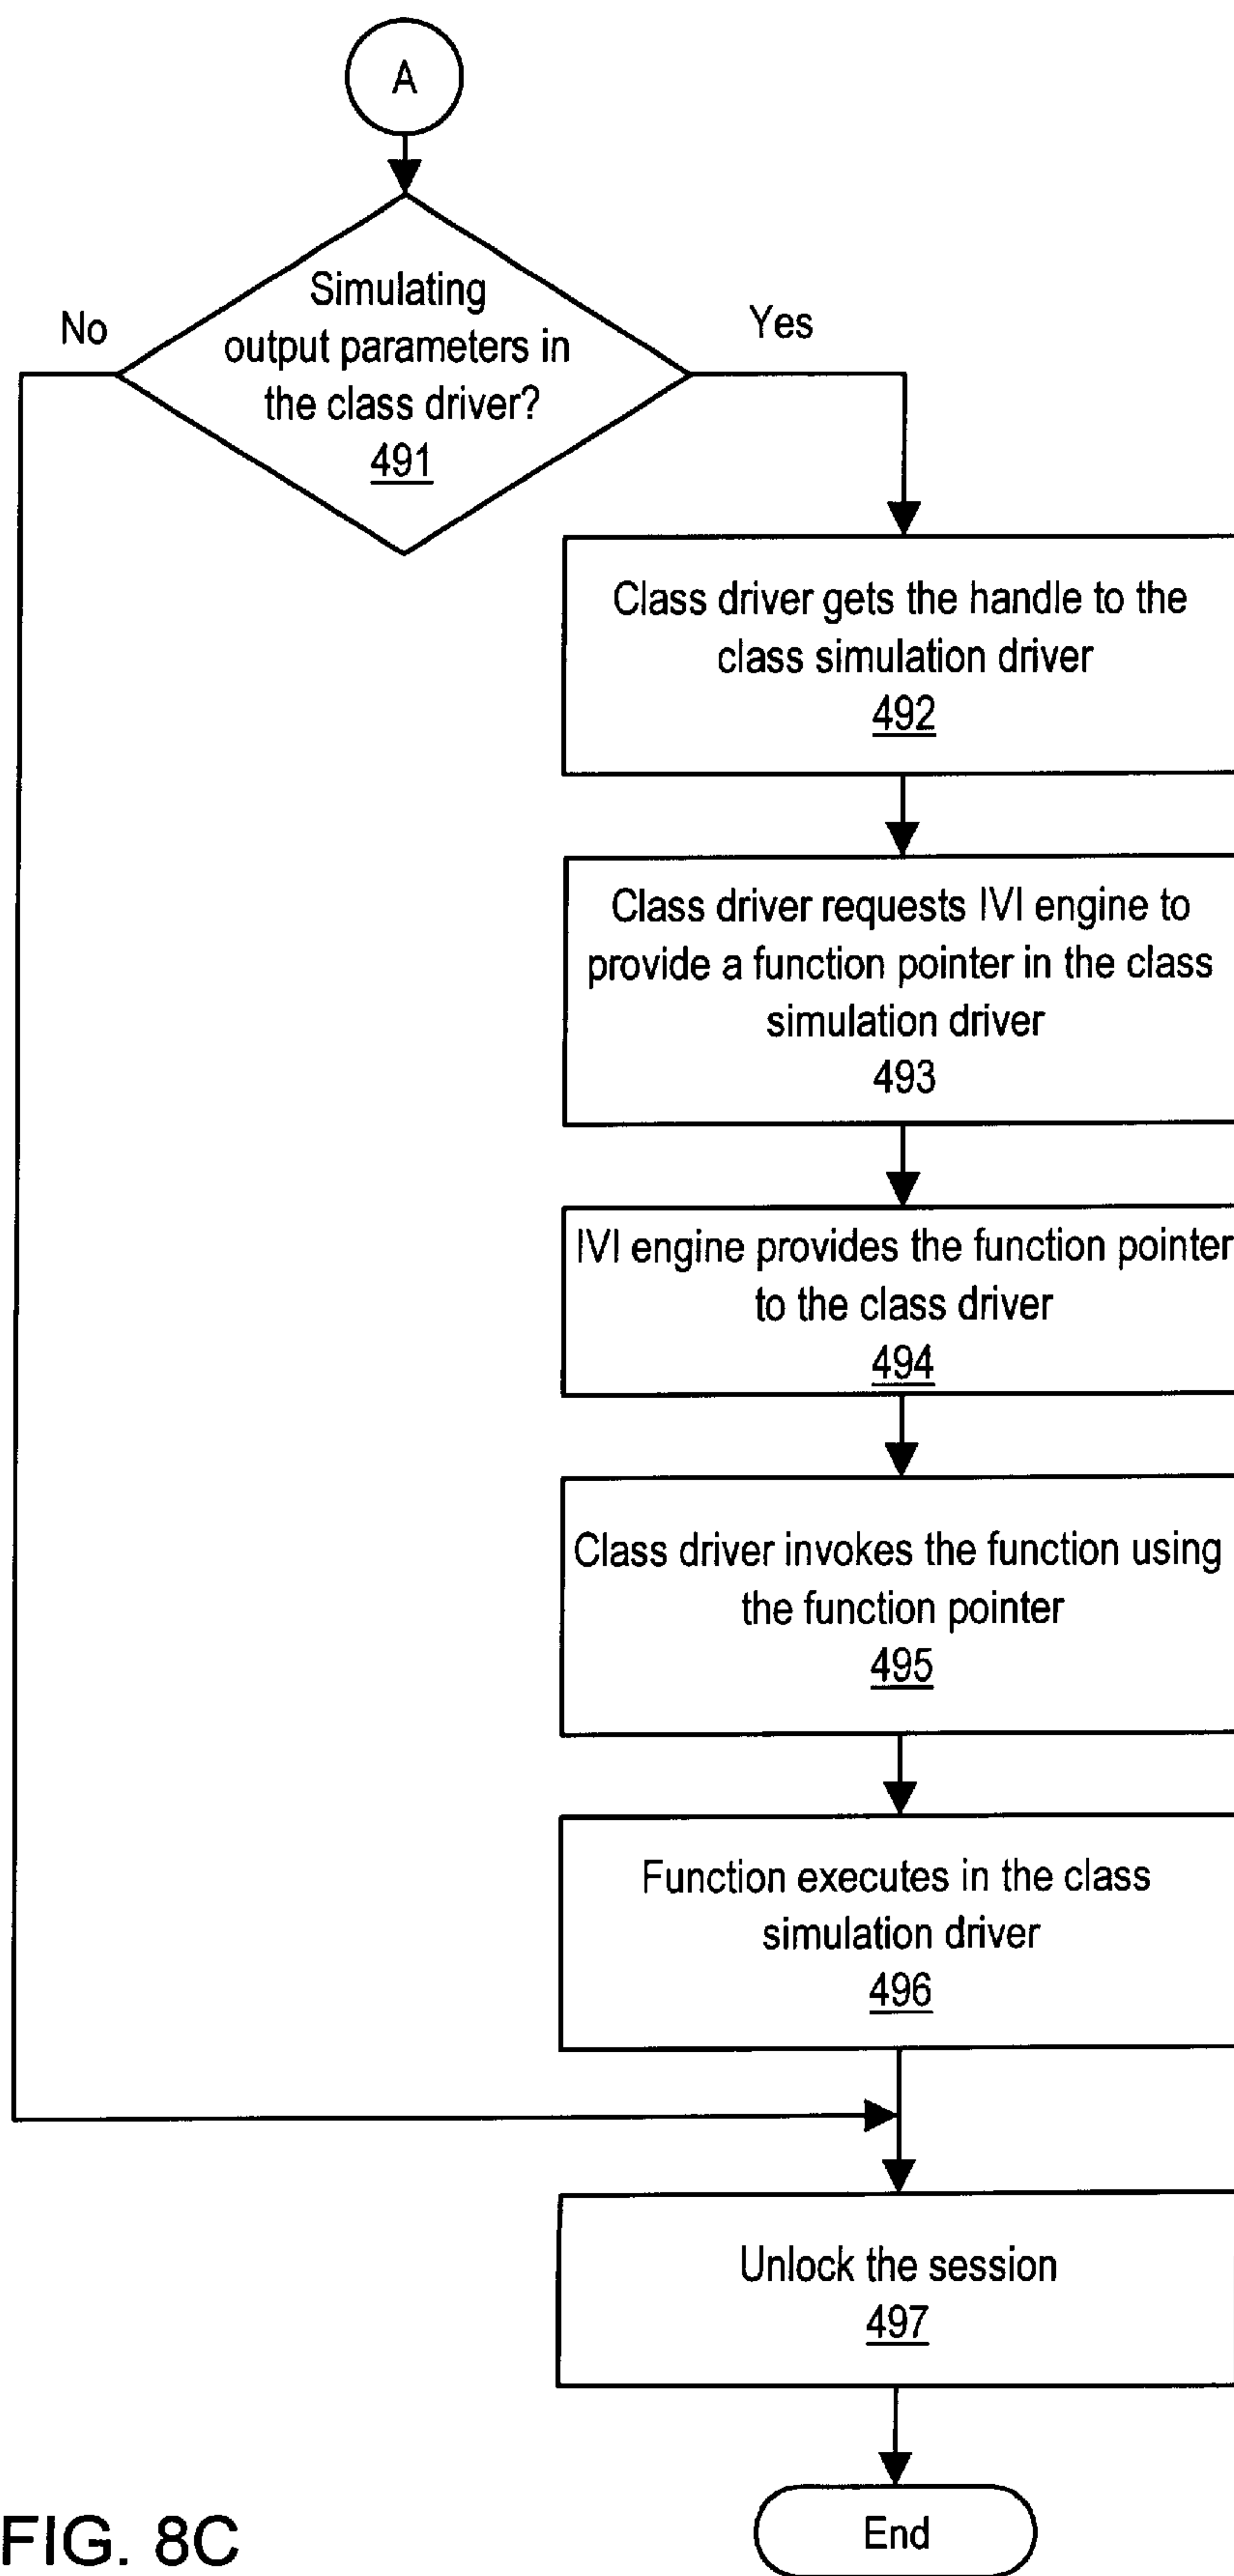 A
Simulating
output parameters in
the class driver?
491
No
Yes
Class driver gets the handle to the
class simulation driver
492
Class driver requests IVI engine to
provide a function pointer in the class
simulation driver
493
IVI engine provides the function pointer
to the class driver
494
Class driver invokes the function using
the function pointer
495
Function executes in the class
simulation driver
496
Unlock the session
497
End
FIG. 8C